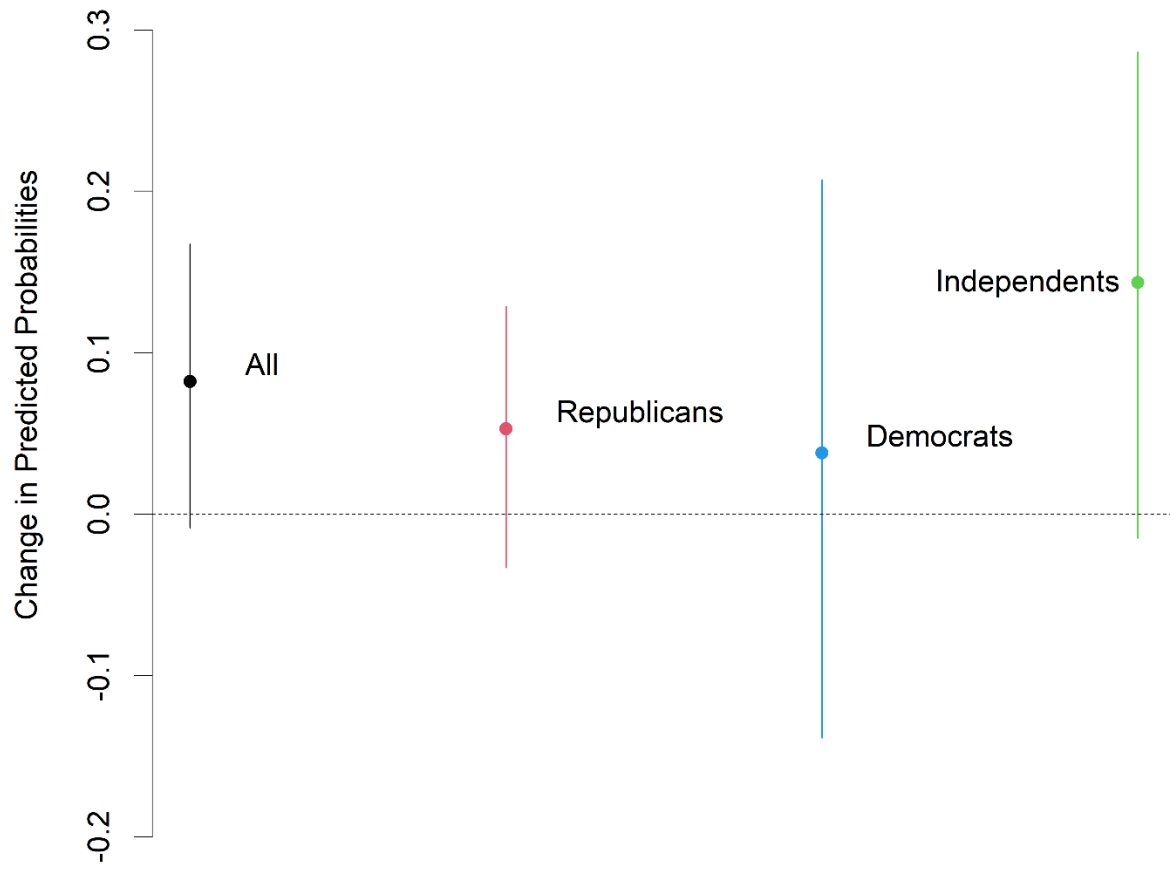 Change in Predicted Probabilities
0.3
0.2
0.1
0.0
-0.1
-0.2
All
Republicans
Democrats
Independents